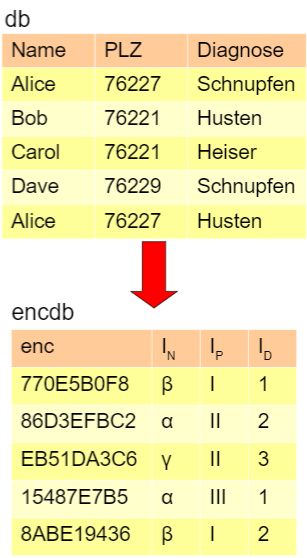 db
Name PLZ Diagnose
Alice 76227 Schnupfen
Bob 76221 Husten
Carol 76221 Heiser
Dave 76229 Schnupfen
Alice 76227 Husten
encdb
enc I_N I_P I_D
770E5B0F8 β I 1
86D3EFBC2 α II 2
EB51DA3C6 γ II 3
15487E7B5 α III 1
8ABE19436 β I 2